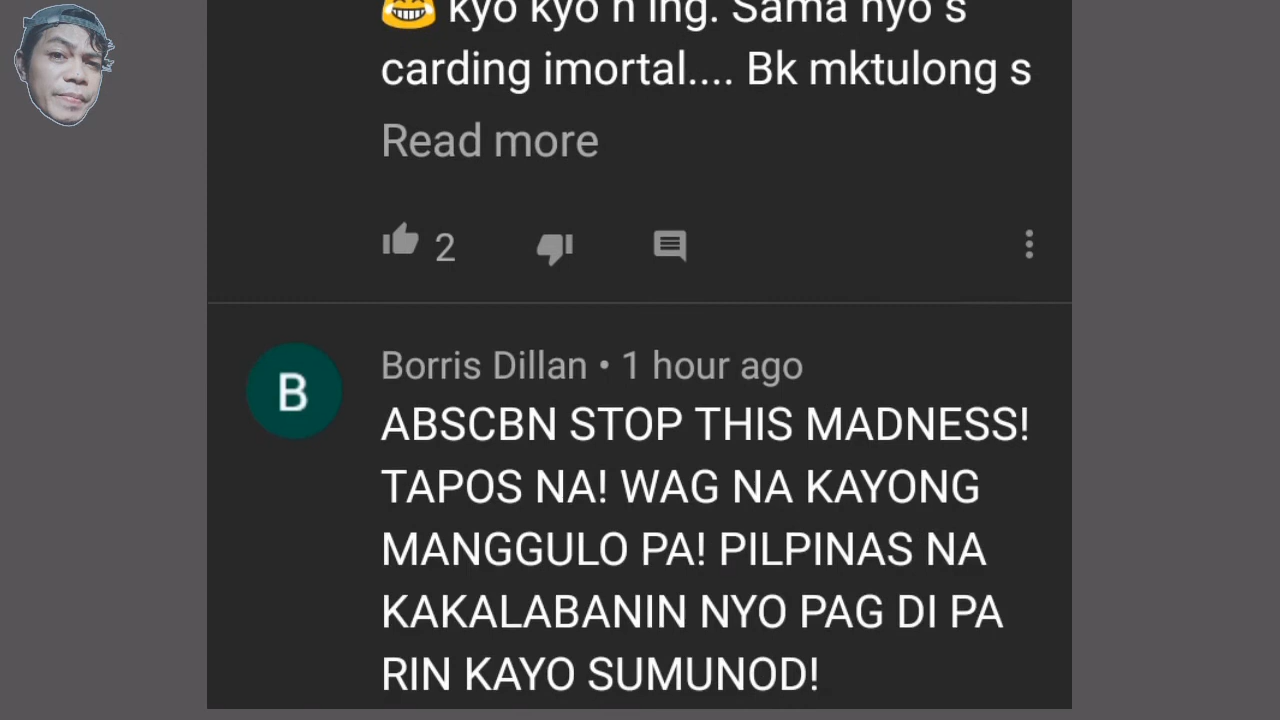 😂 kyo kyo n lng. Sama nyo s
carding imortal.... Bk mktulong s
Read more
2
B
Borris Dillan • 1 hour ago
ABSCBN STOP THIS MADNESS!
TAPOS NA! WAG NA KAYONG
MANGGULO PA! PILPINAS NA
KAKALABANIN NYO PAG DI PA
RIN KAYO SUMUNOD!